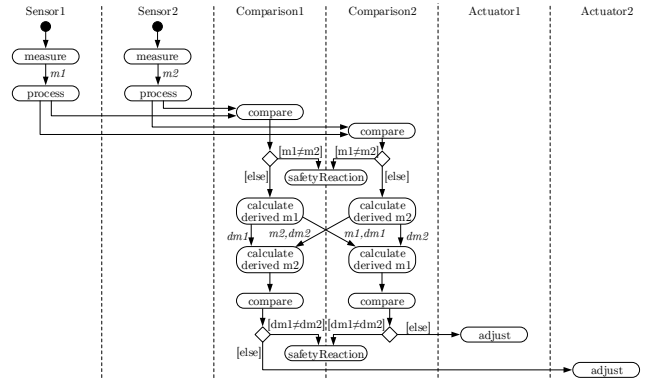 Sensor1 Sensor2 Comparison1 Comparison2 Actuator1 Actuator2
measure measure
m1 m2
process process
compare
compare
[m1≠m2] [m1≠m2]
[else] safetyReaction [else]
calculate calculate
derived m1 derived m2
dm1 m2,dm2 m1,dm1 dm2
calculate calculate
derived m2 derived m1
compare compare
[dm1≠dm2] [dm1≠dm2] [else]
adjust
[else] safetyReaction
adjust